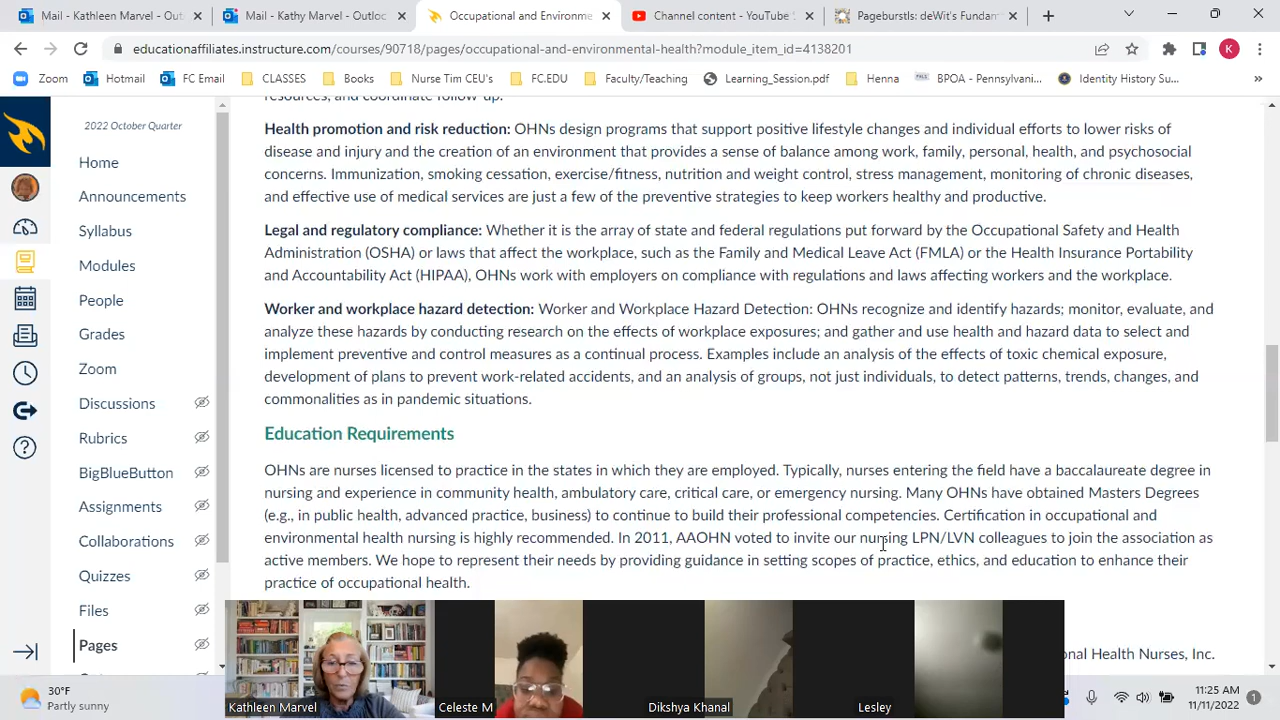 Mail - Kathleen Marvel - Out
Mail - Kathy Marvel - Outloo
Occupational and Environme
Channel content - YouTube
Pageburstls: deWit's Fundan
educationaffiliates.instructure.com/courses/90718/pages/occupational-and-environmental-health?module_item_id=4138201
K
Zoom
Hotmail
FC Email
CLASSES
Books
Nurse Tim CEU's
FC.EDU
Faculty/Teaching
Learning_Session.pdf
Henna
BPOA - Pennsylvani...
Identity History Su...
2022 October Quarter
Home
Announcements
Syllabus
Modules
People
Grades
Zoom
Discussions
Rubrics
BigBlueButton
Assignments
Collaborations
Quizzes
Files
Pages
resources, and coordinate follow-up.
Health promotion and risk reduction: OHNs design programs that support positive lifestyle changes and individual efforts to lower risks of
disease and injury and the creation of an environment that provides a sense of balance among work, family, personal, health, and psychosocial
concerns. Immunization, smoking cessation, exercise/fitness, nutrition and weight control, stress management, monitoring of chronic diseases,
and effective use of medical services are just a few of the preventive strategies to keep workers healthy and productive.
Legal and regulatory compliance: Whether it is the array of state and federal regulations put forward by the Occupational Safety and Health
Administration (OSHA) or laws that affect the workplace, such as the Family and Medical Leave Act (FMLA) or the Health Insurance Portability
and Accountability Act (HIPAA), OHNs work with employers on compliance with regulations and laws affecting workers and the workplace.
Worker and workplace hazard detection: Worker and Workplace Hazard Detection: OHNs recognize and identify hazards; monitor, evaluate, and
analyze these hazards by conducting research on the effects of workplace exposures; and gather and use health and hazard data to select and
implement preventive and control measures as a continual process. Examples include an analysis of the effects of toxic chemical exposure,
development of plans to prevent work-related accidents, and an analysis of groups, not just individuals, to detect patterns, trends, changes, and
commonalities as in pandemic situations.
Education Requirements
OHNs are nurses licensed to practice in the states in which they are employed. Typically, nurses entering the field have a baccalaureate degree in
nursing and experience in community health, ambulatory care, critical care, or emergency nursing. Many OHNs have obtained Masters Degrees
(e.g., in public health, advanced practice, business) to continue to build their professional competencies. Certification in occupational and
environmental health nursing is highly recommended. In 2011, AAOHN voted to invite our nursing LPN/LVN colleagues to join the association as
active members. We hope to represent their needs by providing guidance in setting scopes of practice, ethics, and education to enhance their
practice of occupational health.
onal Health Nurses, Inc.
Kathleen Marvel
Celeste M
Dikshya Khanal
Lesley
30°F
Partly sunny
11:25 AM
11/11/2022
1